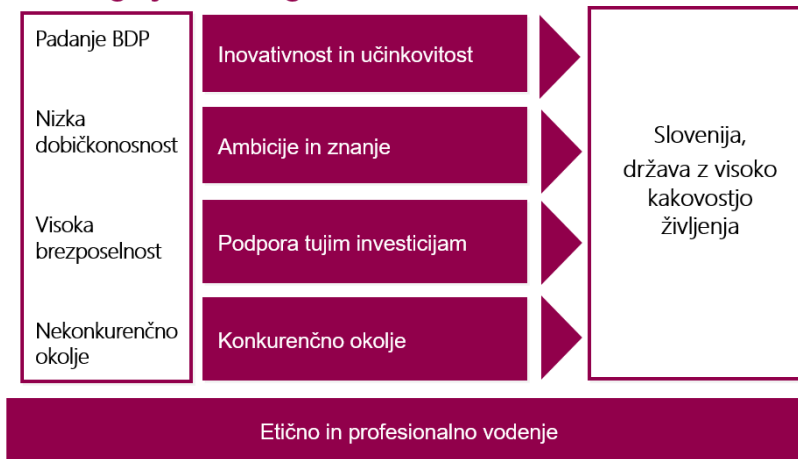 Padanje BDP
Inovativnost in učinkovitost
Nizka
dobičkonosnost
Ambicije in znanje
Visoka
brezposelnost
Podpora tujim investicijam
Nekonkurenčno
okolje
Konkurenčno okolje
Slovenija,
država z visoko
kakovostjo
življenja
Etično in profesionalno vodenje